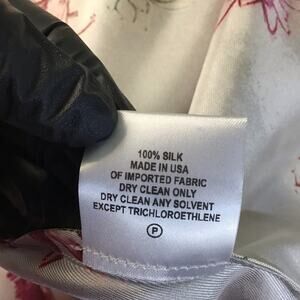 100% SILK
MADE IN USA
OF IMPORTED FABRIC
DRY CLEAN ONLY
DRY CLEAN ANY SOLVENT
EXCEPT TRICHLOROETHLENE
P